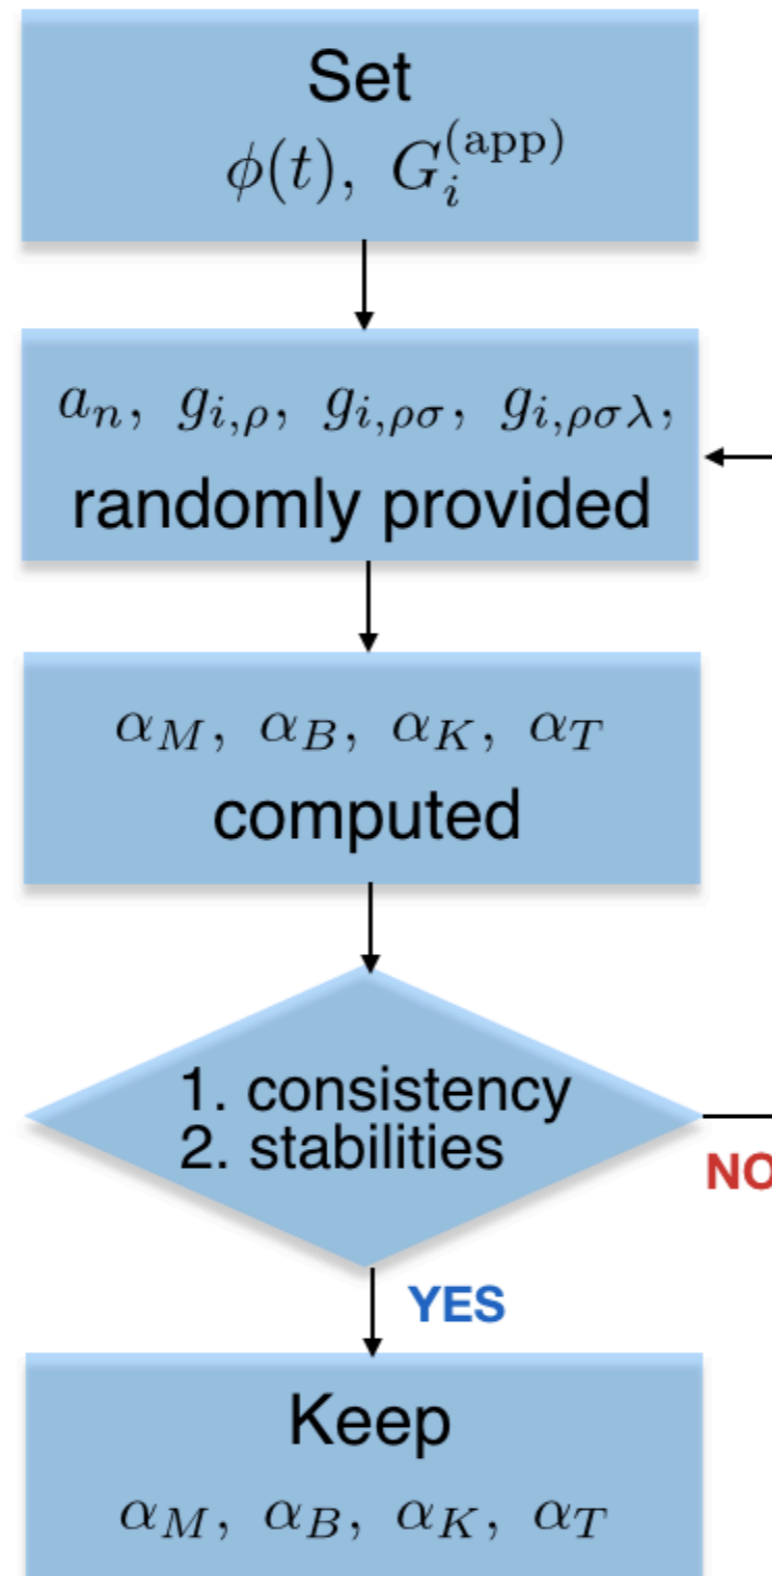 Set
ϕ(t), G_i^{(app)}
a_n, g_{i,ρ}, g_{i,ρσ}, g_{i,ρσλ},
randomly provided
α_M, α_B, α_K, α_T
computed
1. consistency
2. stabilities
NO
YES
Keep
α_M, α_B, α_K, α_T